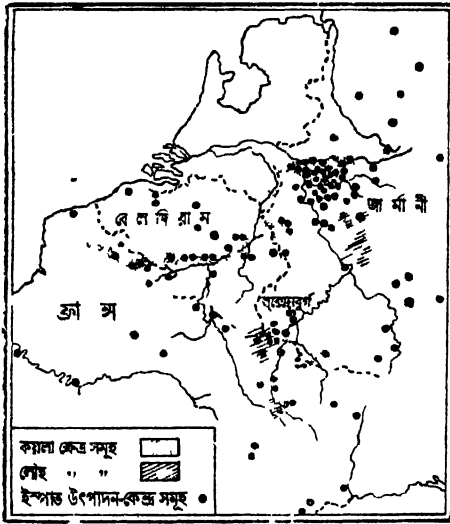 জার্মানী
বেলজিয়াম
ফ্রান্স
কয়লা ক্ষেত্র সমূহ
লৌহ " "
ইস্পাত উৎপাদন-কেন্দ্র সমূহ